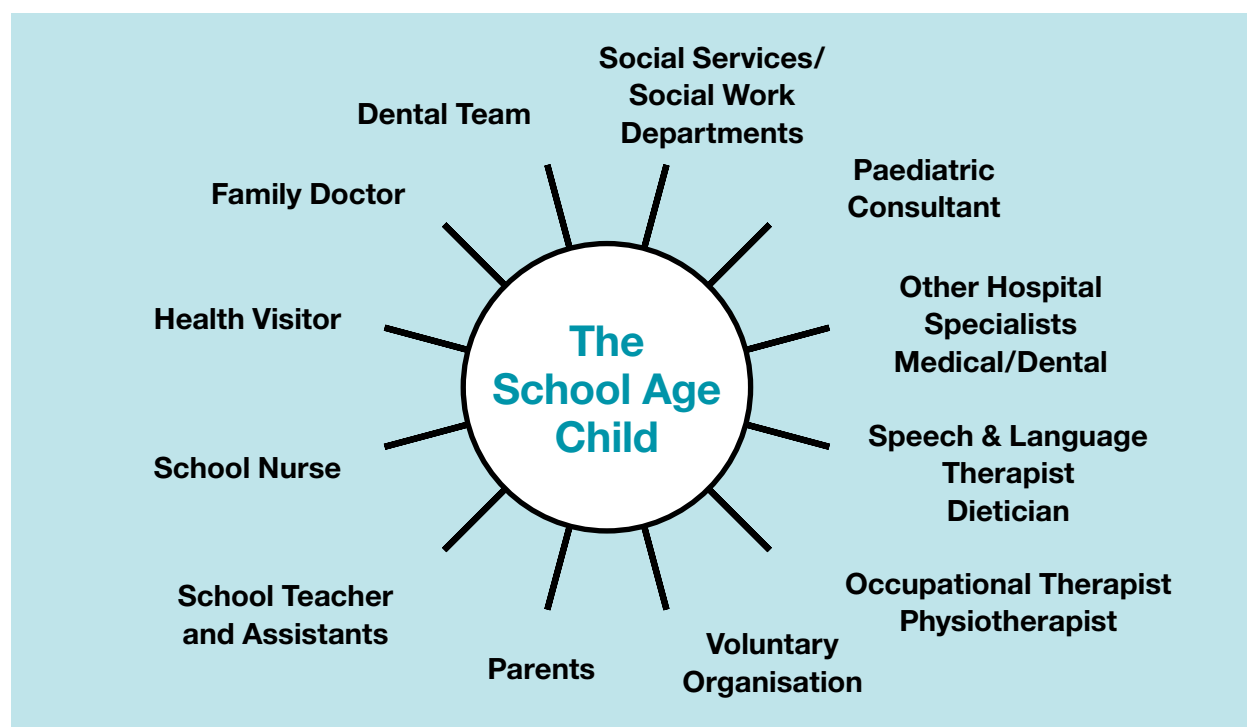 Social Services/
Social Work
Departments
Paediatric
Consultant
Other Hospital
Specialists
Medical/Dental
Speech & Language
Therapist
Dietician
Occupational Therapist
Physiotherapist
Voluntary
Organisation
Parents
School Teacher
and Assistants
School Nurse
Health Visitor
Family Doctor
Dental Team
The
School Age
Child